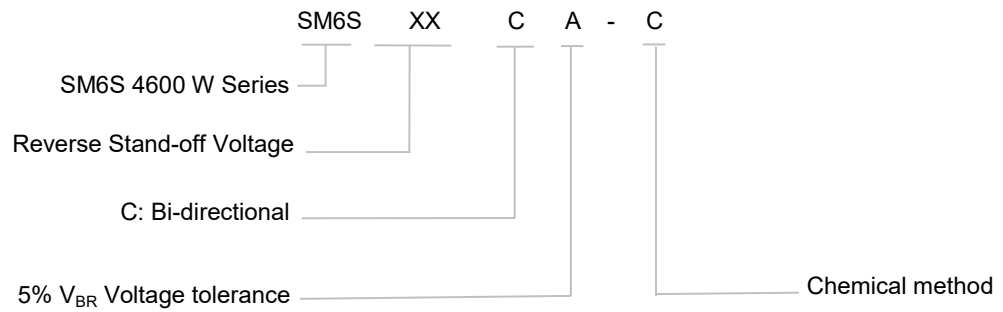 SM6S XX C A - C
SM6S 4600 W Series
Reverse Stand-off Voltage
C: Bi-directional
5% VBR Voltage tolerance
Chemical method